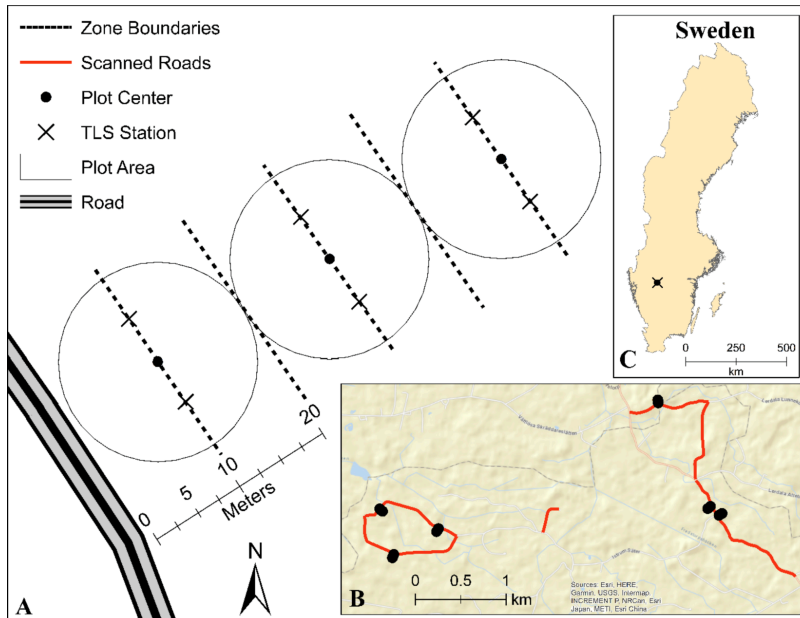 Zone Boundaries
Scanned Roads
Plot Center
TLS Station
Plot Area
Road
0
5
10
20
Meters
N
A
Sweden
C
0 250 500
km
0 0.5 1
km
B
Sources: Esri, HERE,
Garmin, USGS, Intermap,
INCREMENT P, NRCan, Esri
Japan, METI, Esri China